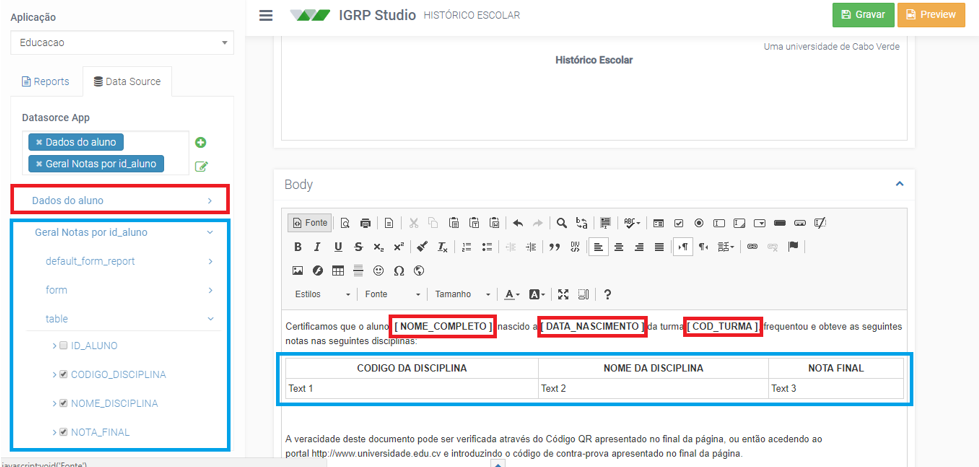 Aplicação
Educacao
Reports
Data Source
Datasorce App
× Dados do aluno
× Geral Notas por id_aluno
Dados do aluno
Geral Notas por id_aluno
default_form_report
form
table
ID_ALUNO
CODIGO_DISCIPLINA
NOME_DISCIPLINA
NOTA_FINAL
javascript:void('Fonte')
IGRP Studio HISTÓRICO ESCOLAR
Gravar
Preview
Uma universidade de Cabo Verde
Histórico Escolar
Body
Fonte
Estilos
Fonte
Tamanho
Certificamos que o aluno [ NOME_COMPLETO ] nascido a [ DATA_NASCIMENTO ] da turma [ COD_TURMA ], frequentou e obteve as seguintes
notas nas seguintes disciplinas:
CODIGO DA DISCIPLINA NOME DA DISCIPLINA NOTA FINAL
Text 1 Text 2 Text 3
A veracidade deste documento pode ser verificada através do Código QR apresentado no final da página, ou então acedendo ao
portal http://www.universidade.edu.cv e introduzindo o código de contra-prova apresentado no final da página.